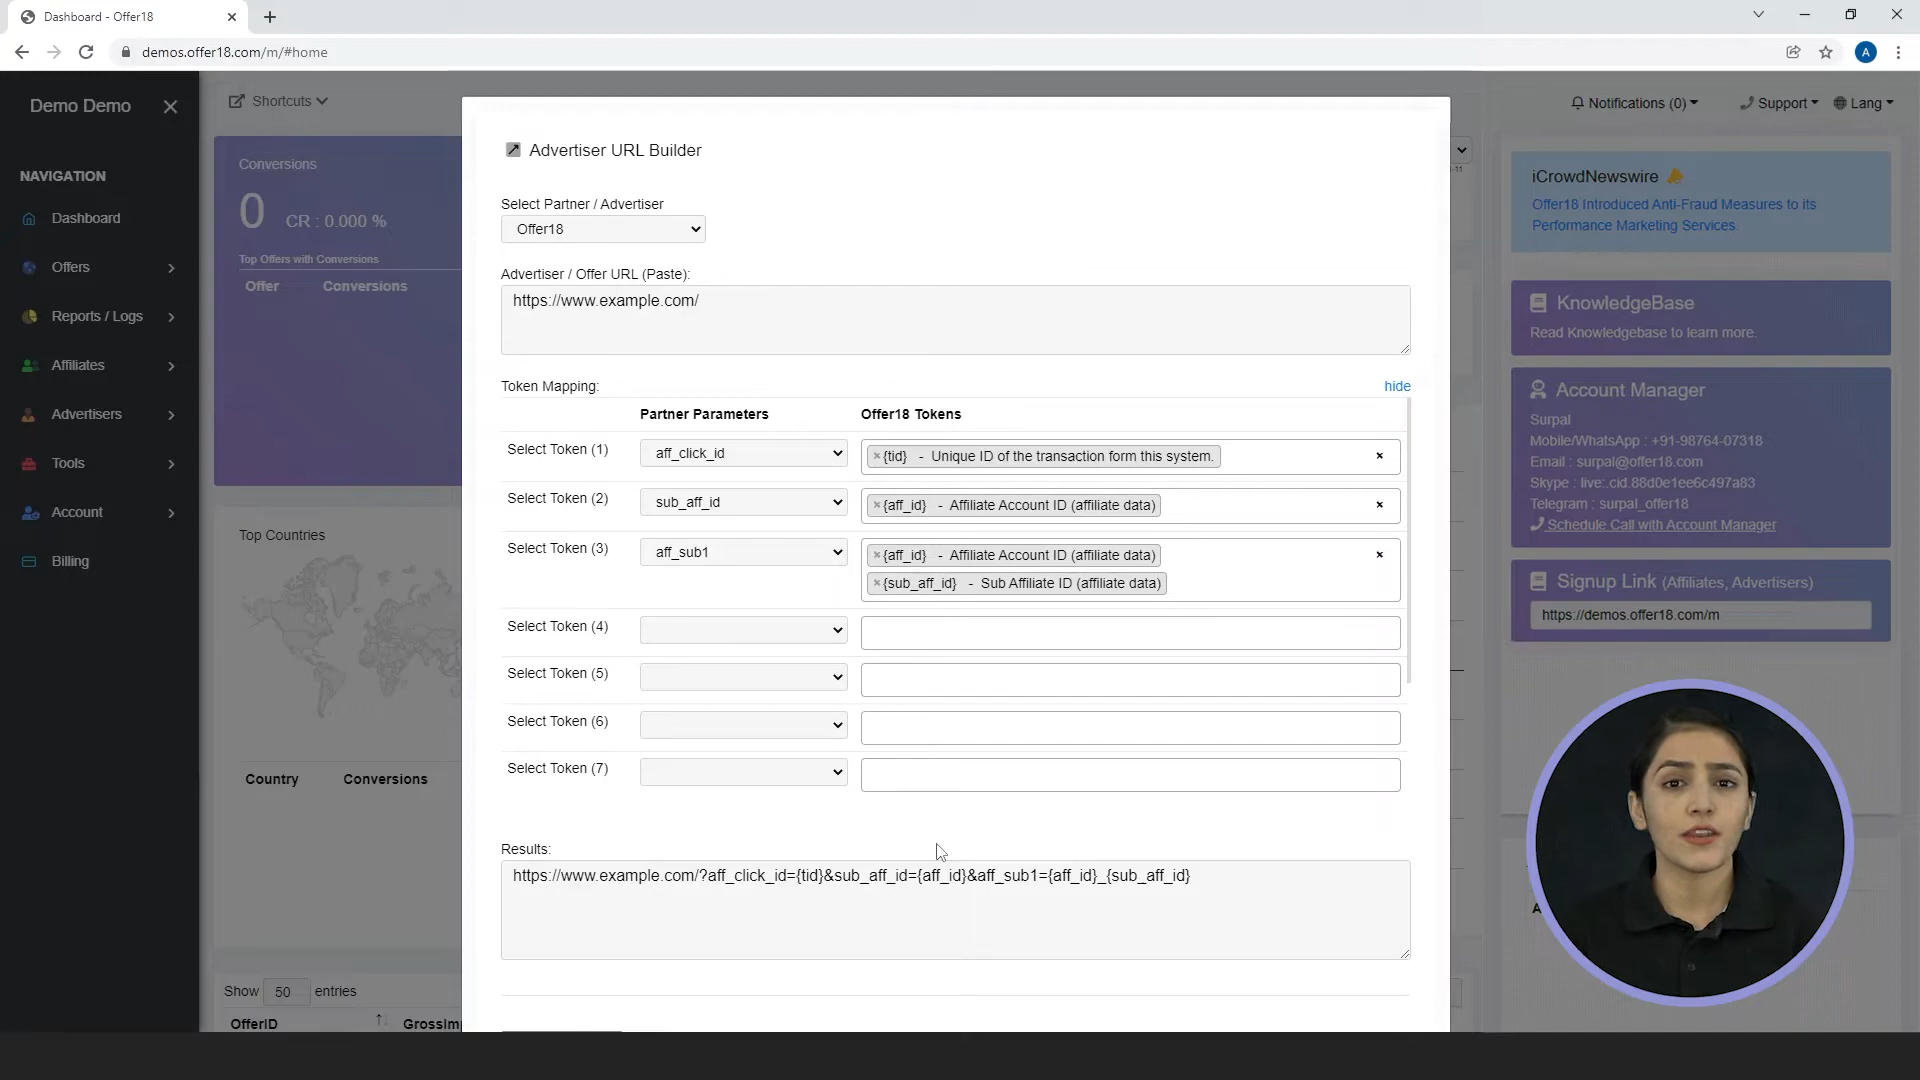 Dashboard - Offer18
demos.offer18.com/m/#home
A
Demo Demo
NAVIGATION
Dashboard
Offers
Reports / Logs
Affiliates
Advertisers
Tools
Account
Billing
Shortcuts
Notifications (0)
Support
Lang
Conversions
0
CR : 0.000 %
Top Offers with Conversions
Offer Conversions
Top Countries
Country Conversions
Show 50 entries
OfferID GrossImp
Advertiser URL Builder
Select Partner / Advertiser
Offer18
Advertiser / Offer URL (Paste):
https://www.example.com/
Token Mapping: hide
Partner Parameters Offer18 Tokens
Select Token (1) aff_click_id ×{tid} - Unique ID of the transaction form this system. ×
Select Token (2) sub_aff_id ×{aff_id} - Affiliate Account ID (affiliate data) ×
Select Token (3) aff_sub1 ×{aff_id} - Affiliate Account ID (affiliate data) ×
×{sub_aff_id} - Sub Affiliate ID (affiliate data)
Select Token (4)
Select Token (5)
Select Token (6)
Select Token (7)
Results:
https://www.example.com/?aff_click_id={tid}&sub_aff_id={aff_id}&aff_sub1={aff_id}_{sub_aff_id}
-11
iCrowdNewswire
Offer18 Introduced Anti-Fraud Measures to its
Performance Marketing Services.
KnowledgeBase
Read Knowledgebase to learn more.
Account Manager
Surpal
Mobile/WhatsApp : +91-98764-07318
Email : surpal@offer18.com
Skype : live:.cid.88d0e1ee6c497a83
Telegram : surpal_offer18
Schedule Call with Account Manager
Signup Link (Affiliates, Advertisers)
https://demos.offer18.com/m